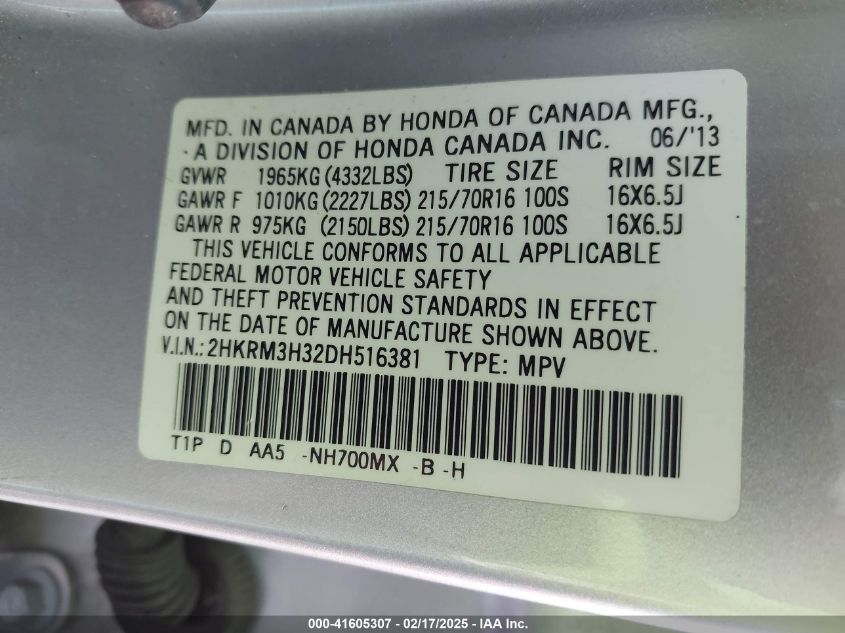 MFD. IN CANADA BY HONDA OF CANADA MFG.,
- A DIVISION OF HONDA CANADA INC. 06/'13
GVWR 1965KG (4332LBS) TIRE SIZE RIM SIZE
GAWR F 1010KG (2227LBS) 215/70R16 100S 16X6.5J
GAWR R 975KG (2150LBS) 215/70R16 100S 16X6.5J
THIS VEHICLE CONFORMS TO ALL APPLICABLE
FEDERAL MOTOR VEHICLE SAFETY
AND THEFT PREVENTION STANDARDS IN EFFECT
ON THE DATE OF MANUFACTURE SHOWN ABOVE.
V.I.N.: 2HKRM3H32DH516381 TYPE: MPV
T1P D AA5 -NH700MX -B -H
000-41605307 - 02/17/2025 - IAA Inc.